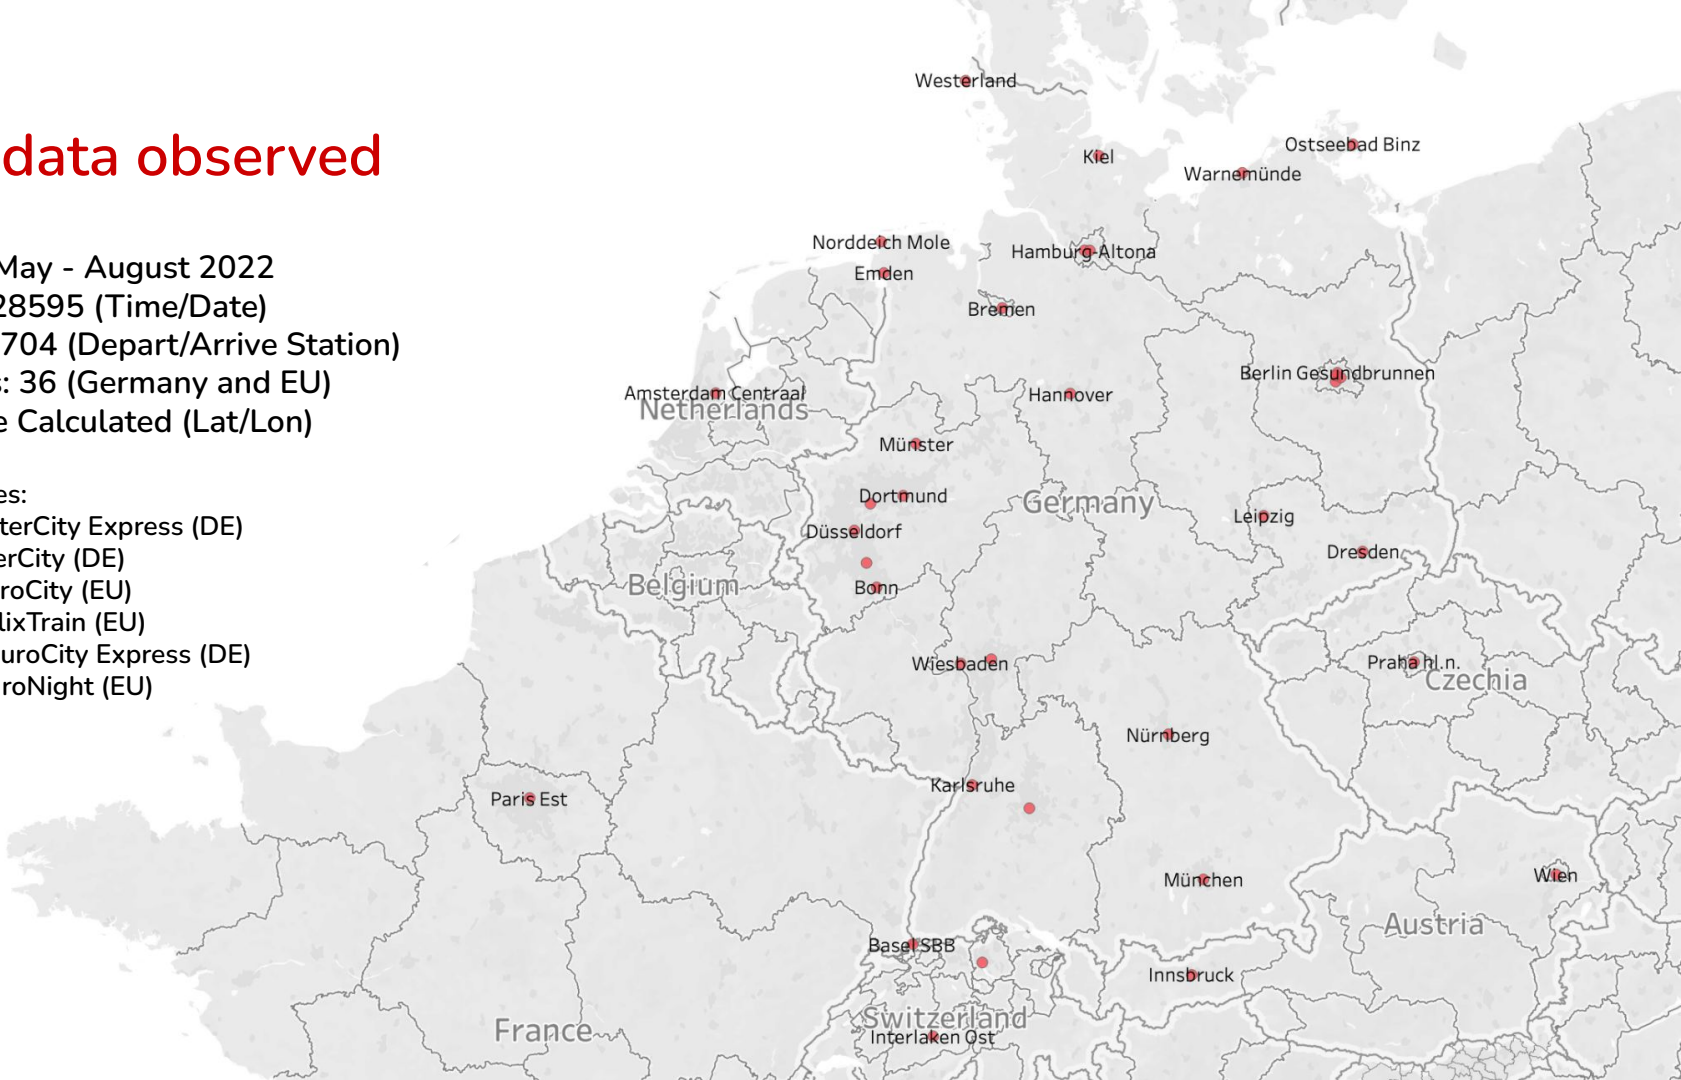 data observed
May - August 2022
28595 (Time/Date)
704 (Depart/Arrive Station)
s: 36 (Germany and EU)
e Calculated (Lat/Lon)
es:
terCity Express (DE)
erCity (DE)
roCity (EU)
lixTrain (EU)
uroCity Express (DE)
roNight (EU)
Westerland
Kiel
Ostseebad Binz
Warnemünde
Norddeich Mole
Hamburg-Altona
Emden
Bremen
Berlin Gesundbrunnen
Amsterdam Centraal
Netherlands
Hannover
Münster
Dortmund
Germany
Leipzig
Düsseldorf
Dresden
Belgium
Bonn
Wiesbaden
Praha hl.n.
Czechia
Nürnberg
Karlsruhe
Paris Est
München
Wien
Austria
Basel SBB
Innsbruck
Switzerland
France
Interlaken Ost